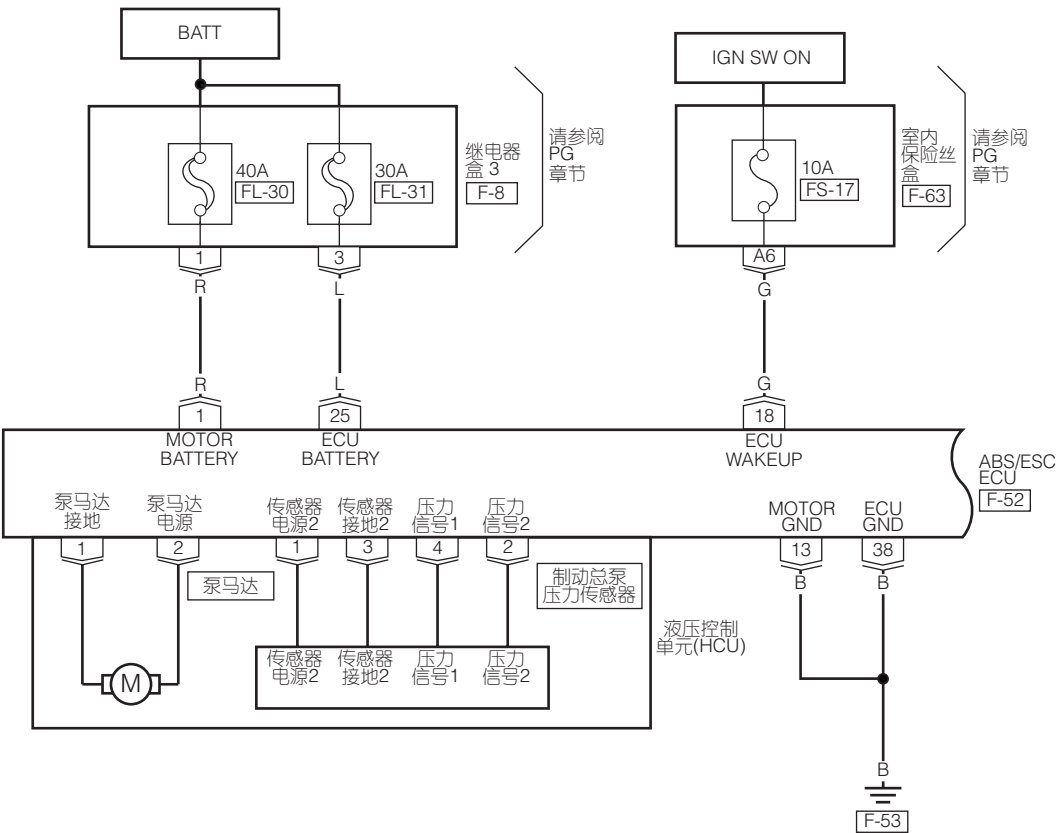 BATT
IGN SW ON
40A
FL-30
30A
FL-31
继电器
盒 3
F-8
请参阅
PG
章节
10A
FS-17
室内
保险丝
盒
F-63
请参阅
PG
章节
1
3
A6
R
L
G
R
L
G
1
25
18
MOTOR
BATTERY
ECU
BATTERY
ECU
WAKEUP
ABS/ESC
ECU
F-52
泵马达
接地
泵马达
电源
传感器
电源2
传感器
接地2
压力
信号1
压力
信号2
MOTOR
GND
ECU
GND
1
2
1
3
4
2
13
38
泵马达
制动总泵
压力传感器
B
B
液压控制
单元(HCU)
传感器
电源2
传感器
接地2
压力
信号1
压力
信号2
M
B
F-53